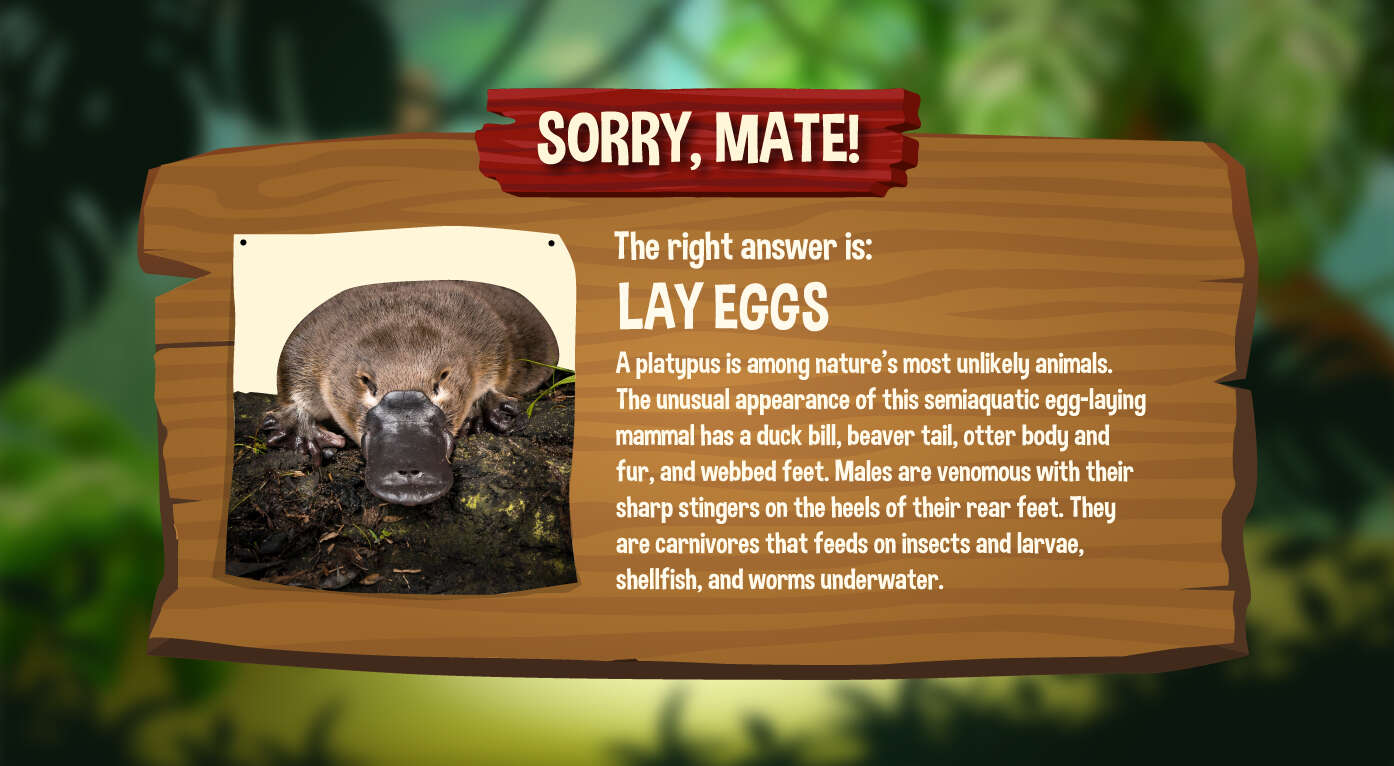 SORRY, MATE!
The right answer is:
LAY EGGS
A platypus is among nature's most unlikely animals.
The unusual appearance of this semiaquatic egg-laying
mammal has a duck bill, beaver tail, otter body and
fur, and webbed feet. Males are venomous with their
sharp stingers on the heels of their rear feet. They
are carnivores that feeds on insects and larvae,
shellfish, and worms underwater.